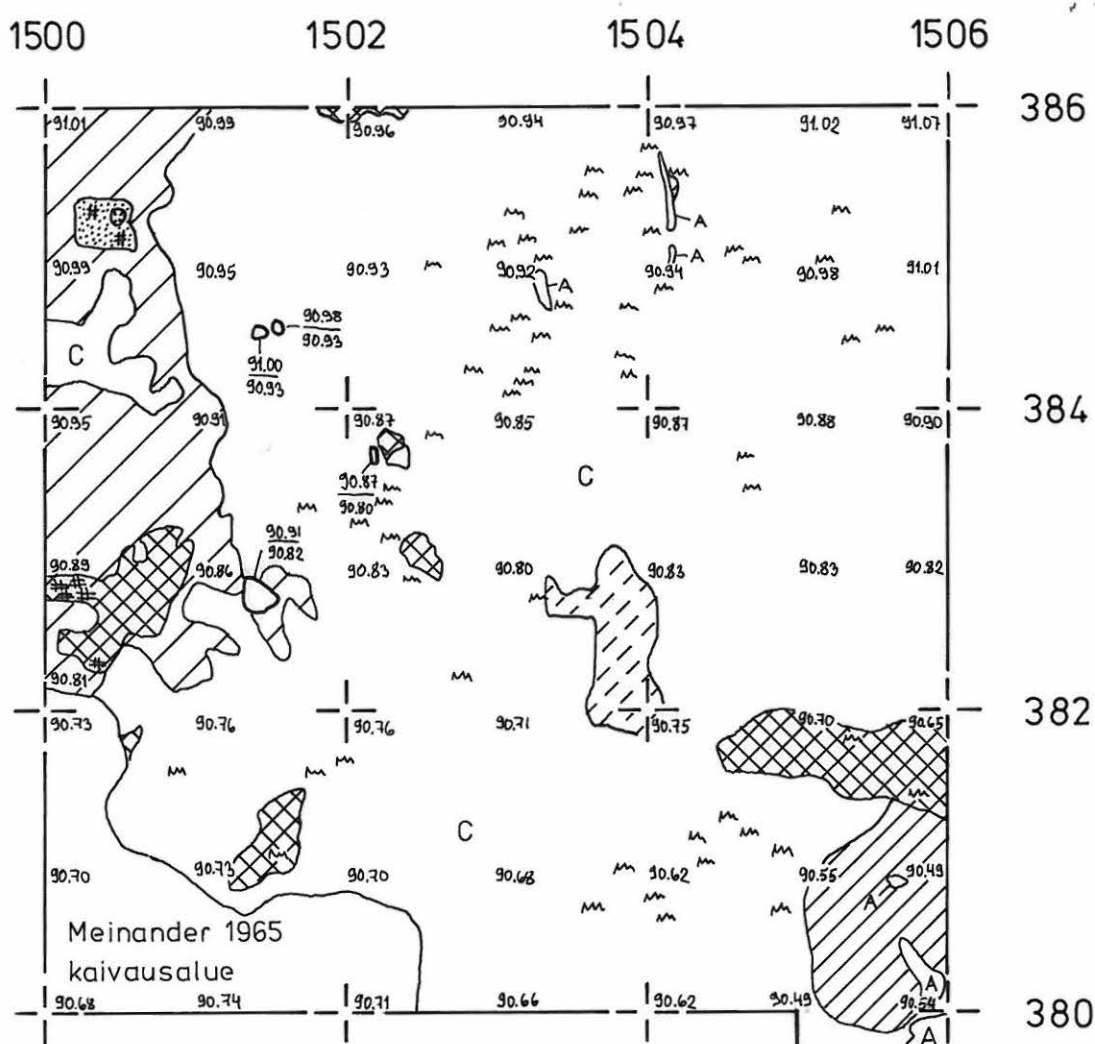 1500 1502 1504 1506
386
91.01 90.99 90.96 90.94 90.97 91.02 91.07
A
90.99 90.95 90.93 90.92 A 90.94 A 90.98 91.01
90.98
90.93
C
91.00
90.93
384
90.95 90.91 90.87 90.85 90.87 90.88 90.90
C
90.87
90.80
90.91
90.82
90.89 90.86 90.83 90.80 90.83 90.83 90.82
90.81
382
90.73 90.76 90.76 90.71 90.75 90.70 90.65
C
90.70 90.73 90.70 90.68 90.62 90.55 90.49
A
Meinander 1965
kaivausalue
A
90.68 90.74 90.71 90.66 90.62 90.49 90.54
380
A